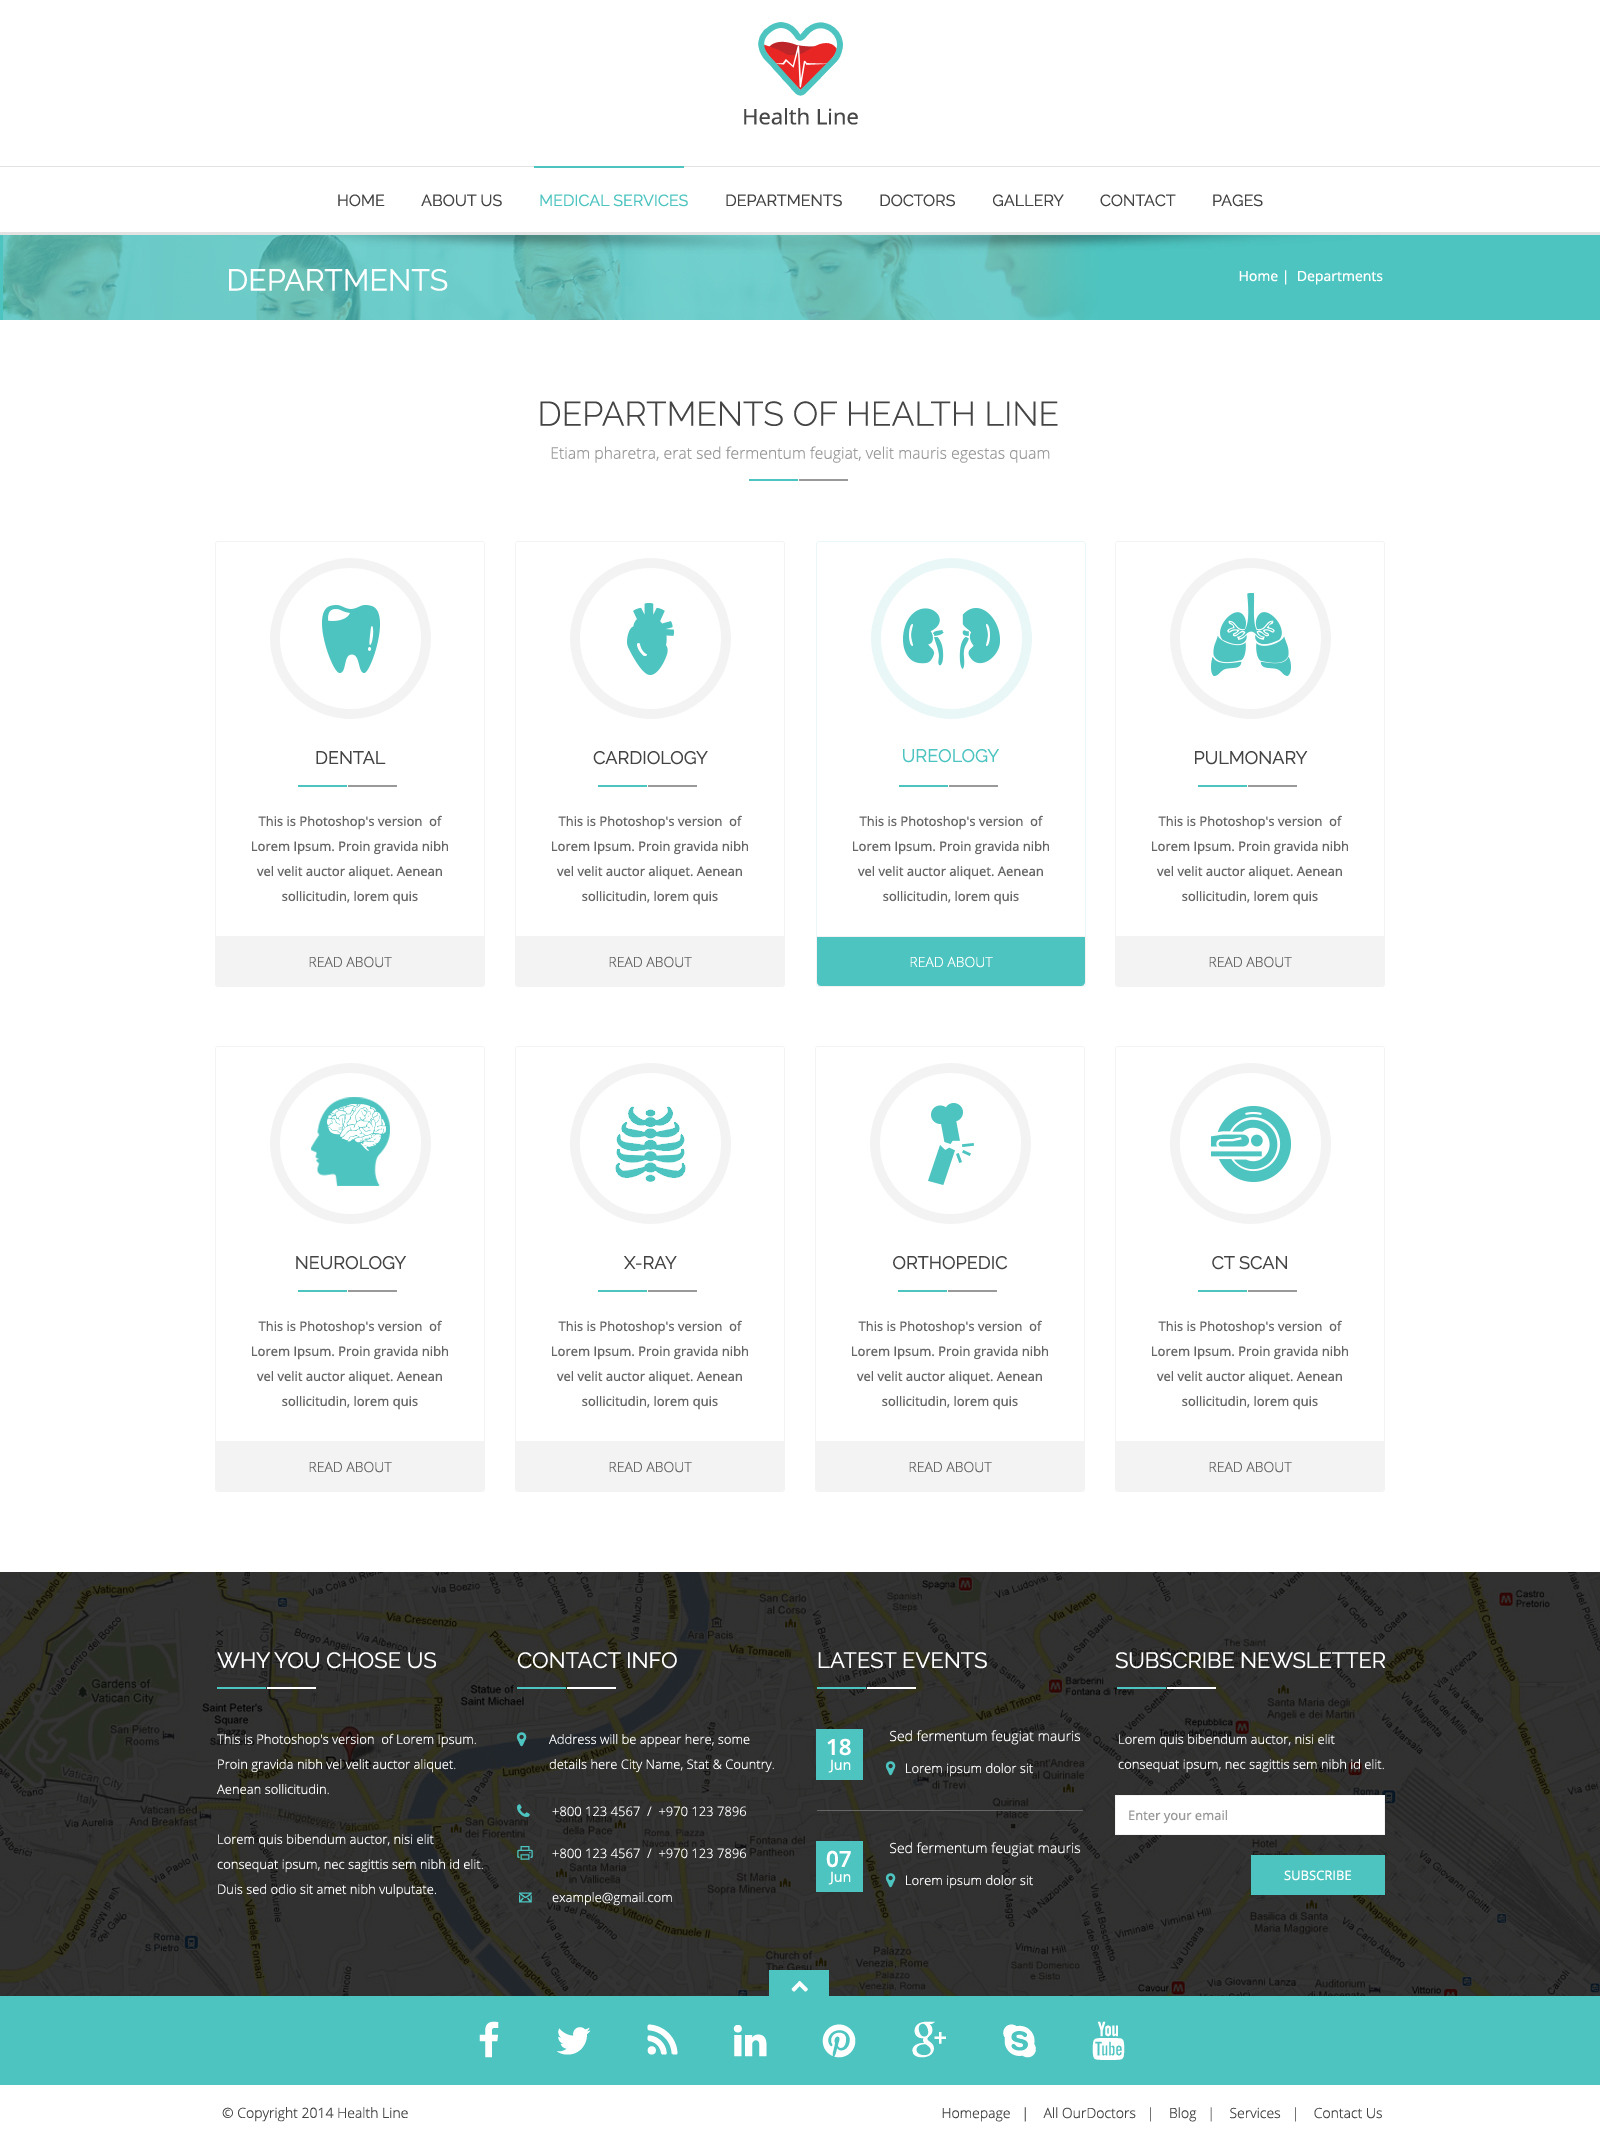 Health Line
HOME ABOUT US MEDICAL SERVICES DEPARTMENTS DOCTORS GALLERY CONTACT PAGES
DEPARTMENTS
Home | Departments
DEPARTMENTS OF HEALTH LINE
Etiam pharetra, erat sed fermentum feugiat, velit mauris egestas quam
DENTAL
This is Photoshop's version of
Lorem Ipsum. Proin gravida nibh
vel velit auctor aliquet. Aenean
sollicitudin, lorem quis
READ ABOUT
CARDIOLOGY
This is Photoshop's version of
Lorem Ipsum. Proin gravida nibh
vel velit auctor aliquet. Aenean
sollicitudin, lorem quis
READ ABOUT
UREOLOGY
This is Photoshop's version of
Lorem Ipsum. Proin gravida nibh
vel velit auctor aliquet. Aenean
sollicitudin, lorem quis
READ ABOUT
PULMONARY
This is Photoshop's version of
Lorem Ipsum. Proin gravida nibh
vel velit auctor aliquet. Aenean
sollicitudin, lorem quis
READ ABOUT
NEUROLOGY
This is Photoshop's version of
Lorem Ipsum. Proin gravida nibh
vel velit auctor aliquet. Aenean
sollicitudin, lorem quis
READ ABOUT
X-RAY
This is Photoshop's version of
Lorem Ipsum. Proin gravida nibh
vel velit auctor aliquet. Aenean
sollicitudin, lorem quis
READ ABOUT
ORTHOPEDIC
This is Photoshop's version of
Lorem Ipsum. Proin gravida nibh
vel velit auctor aliquet. Aenean
sollicitudin, lorem quis
READ ABOUT
CT SCAN
This is Photoshop's version of
Lorem Ipsum. Proin gravida nibh
vel velit auctor aliquet. Aenean
sollicitudin, lorem quis
READ ABOUT
WHY YOU CHOSE US
This is Photoshop's version of Lorem Ipsum.
Proin gravida nibh vel velit auctor aliquet.
Aenean sollicitudin.
Lorem quis bibendum auctor, nisi elit
consequat ipsum, nec sagittis sem nibh id elit.
Duis sed odio sit amet nibh vulputate.
CONTACT INFO
Address will be appear here, some
details here City Name, Stat & Country.
+800 123 4567 / +970 123 7896
+800 123 4567 / +970 123 7896
example@gmail.com
LATEST EVENTS
18
Jun
Sed fermentum feugiat mauris
Lorem ipsum dolor sit
07
Jun
Sed fermentum feugiat mauris
Lorem ipsum dolor sit
SUBSCRIBE NEWSLETTER
Lorem quis bibendum auctor, nisi elit
consequat ipsum, nec sagittis sem nibh id elit.
Enter your email
SUBSCRIBE
You
Tube
© Copyright 2014 Health Line
Homepage | All OurDoctors | Blog | Services | Contact Us